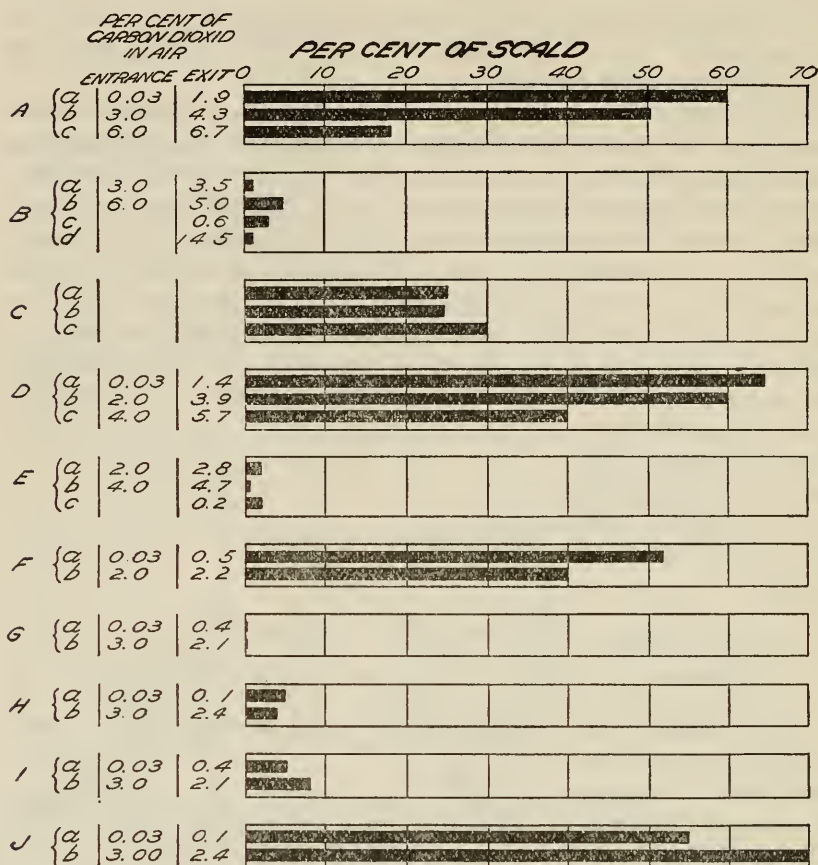 PER CENT OF
CARBON DIOXID
IN AIR
PER CENT OF SCALD
ENTRANCE EXIT 0 10 20 30 40 50 60 70
A { a 0.03 1.9
b 3.0 4.3
c 6.0 6.7
B { a 3.0 3.5
b 6.0 5.0
c 0.6
d 14.5
C { a
b
c
D { a 0.03 1.4
b 2.0 3.9
c 4.0 5.7
E { a 2.0 2.8
b 4.0 4.7
c 0.2
F { a 0.03 0.5
b 2.0 2.2
G { a 0.03 0.4
b 3.0 2.1
H { a 0.03 0.1
b 3.0 2.4
I { a 0.03 0.4
b 3.0 2.1
J { a 0.03 0.1
b 3.00 2.4